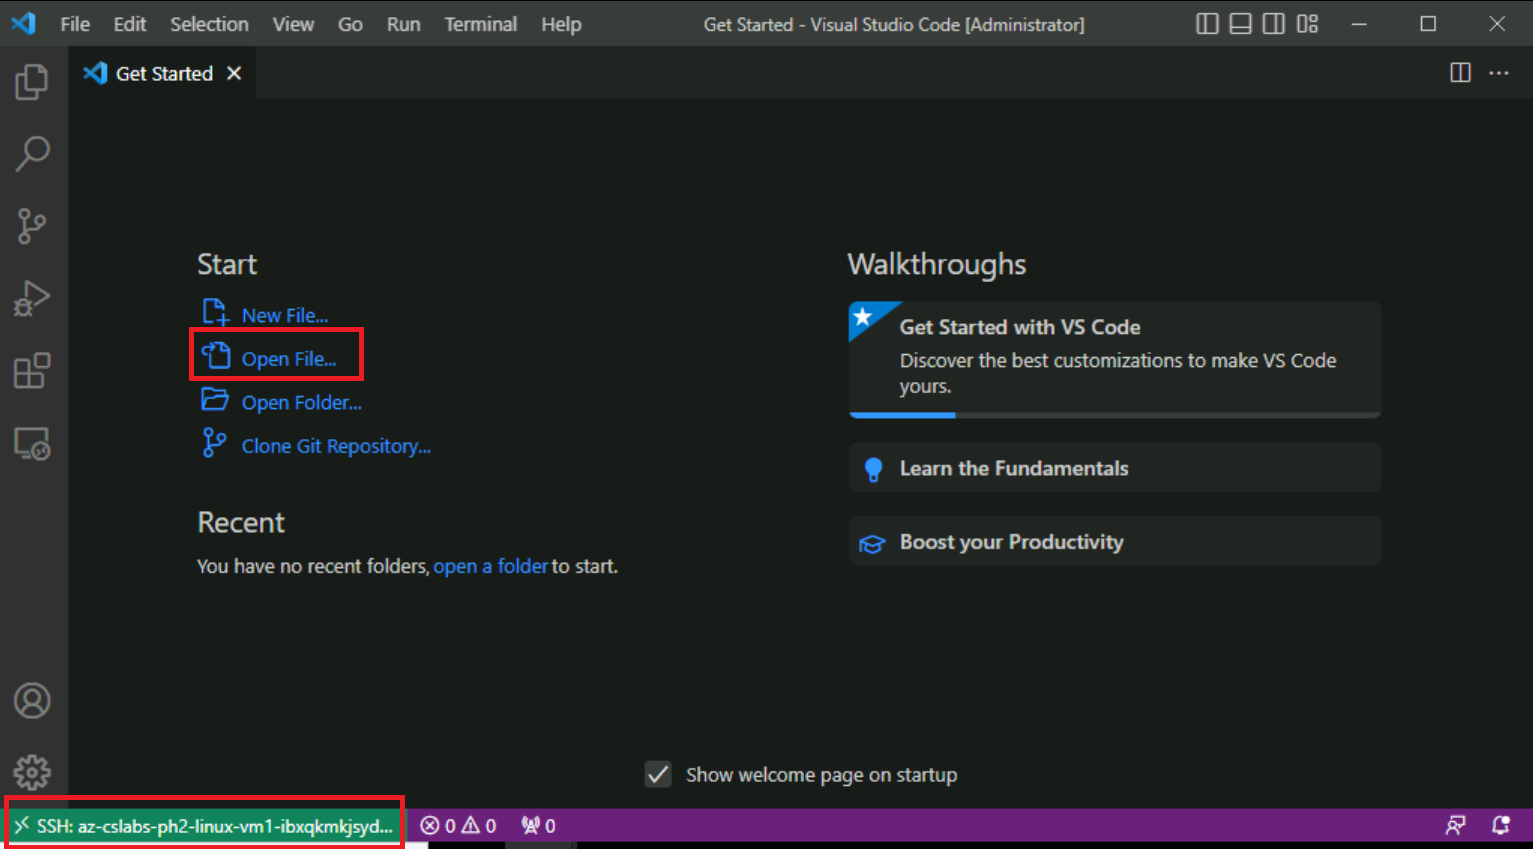 File Edit Selection View Go Run Terminal Help Get Started - Visual Studio Code [Administrator]
Get Started
Start
New File...
Open File...
Open Folder...
Clone Git Repository...
Recent
You have no recent folders, open a folder to start.
Walkthroughs
Get Started with VS Code
Discover the best customizations to make VS Code
yours.
Learn the Fundamentals
Boost your Productivity
Show welcome page on startup
SSH: az-cslabs-ph2-linux-vm1-ibxqkmkjsyd... 0 0 0